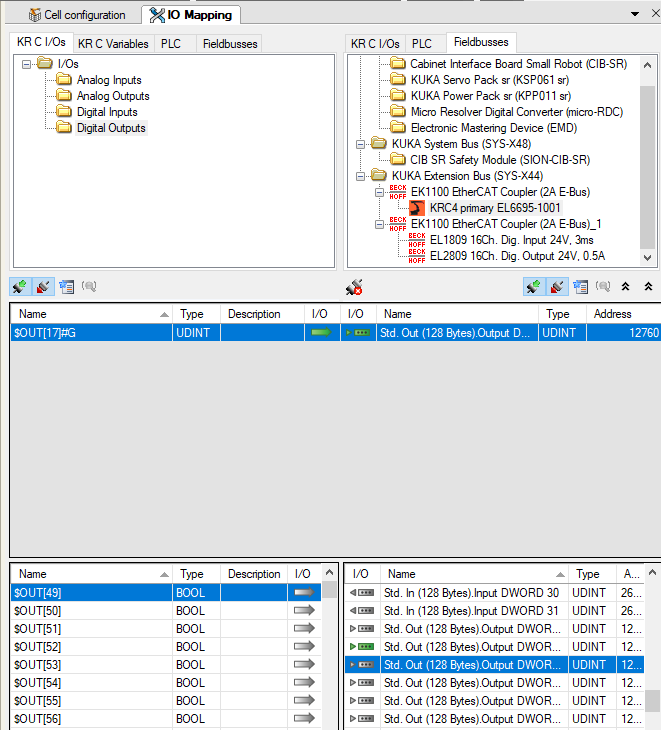 Cell configuration IO Mapping
KR C I/Os KR C Variables PLC Fieldbusses
I/Os
Analog Inputs
Analog Outputs
Digital Inputs
Digital Outputs
KR C I/Os PLC Fieldbusses
Cabinet Interface Board Small Robot (CIB-SR)
KUKA Servo Pack sr (KSP061 sr)
KUKA Power Pack sr (KPP011 sr)
Micro Resolver Digital Converter (micro-RDC)
Electronic Mastering Device (EMD)
KUKA System Bus (SYS-X48)
CIB SR Safety Module (SION-CIB-SR)
KUKA Extension Bus (SYS-X44)
BECK HOFF EK1100 EtherCAT Coupler (2A E-Bus)
KRC4 primary EL6695-1001
BECK HOFF EK1100 EtherCAT Coupler (2A E-Bus)_1
BECK HOFF EL1809 16Ch. Dig. Input 24V, 3ms
BECK HOFF EL2809 16Ch. Dig. Output 24V, 0.5A
Name Type Description I/O I/O Name Type Address
$OUT[17]#G UDINT Std. Out (128 Bytes).Output D... UDINT 12760
Name Type Description I/O
$OUT[49] BOOL
$OUT[50] BOOL
$OUT[51] BOOL
$OUT[52] BOOL
$OUT[53] BOOL
$OUT[54] BOOL
$OUT[55] BOOL
$OUT[56] BOOL
I/O Name Type A...
Std. In (128 Bytes).Input DWORD 30 UDINT 26...
Std. In (128 Bytes).Input DWORD 31 UDINT 26...
Std. Out (128 Bytes).Output DWOR... UDINT 12...
Std. Out (128 Bytes).Output DWOR... UDINT 12...
Std. Out (128 Bytes).Output DWOR... UDINT 12...
Std. Out (128 Bytes).Output DWOR... UDINT 12...
Std. Out (128 Bytes).Output DWOR... UDINT 12...
Std. Out (128 Bytes).Output DWOR... UDINT 12...